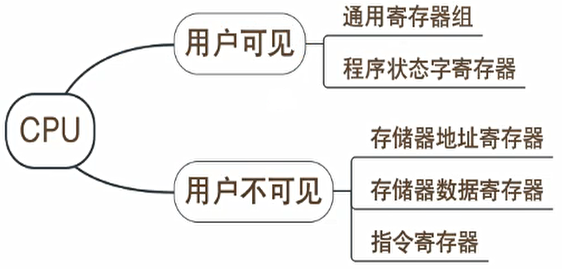 CPU
用户可见
通用寄存器组
程序状态字寄存器
用户不可见
存储器地址寄存器
存储器数据寄存器
指令寄存器